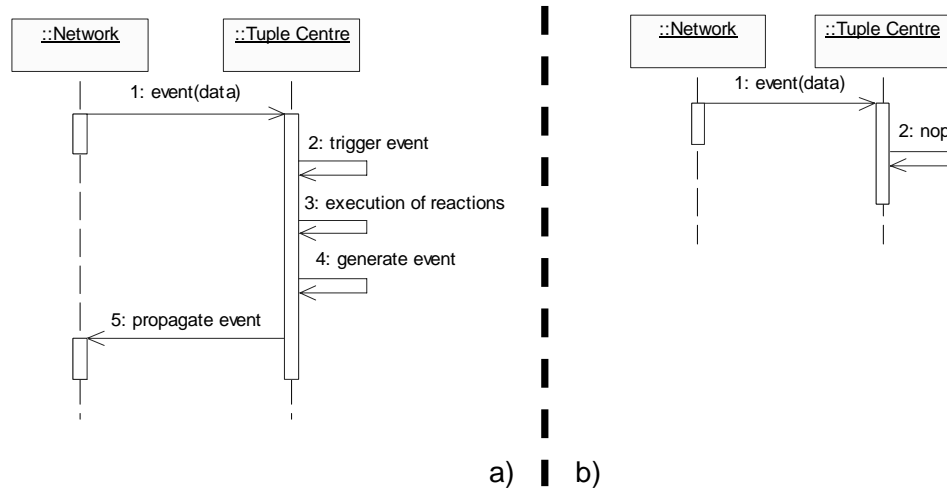 ::Network
::Tuple Centre
1: event(data)
2: trigger event
3: execution of reactions
4: generate event
5: propagate event
a)
::Network
::Tuple Centre
1: event(data)
2: nop
b)